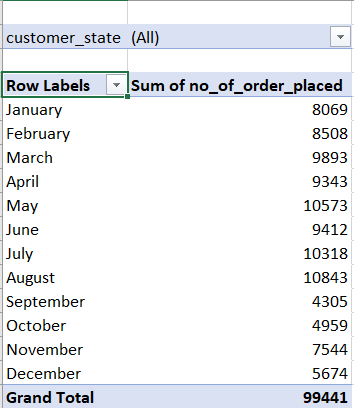 customer_state (All)
Row Labels Sum of no_of_order_placed
January 8069
February 8508
March 9893
April 9343
May 10573
June 9412
July 10318
August 10843
September 4305
October 4959
November 7544
December 5674
Grand Total 99441